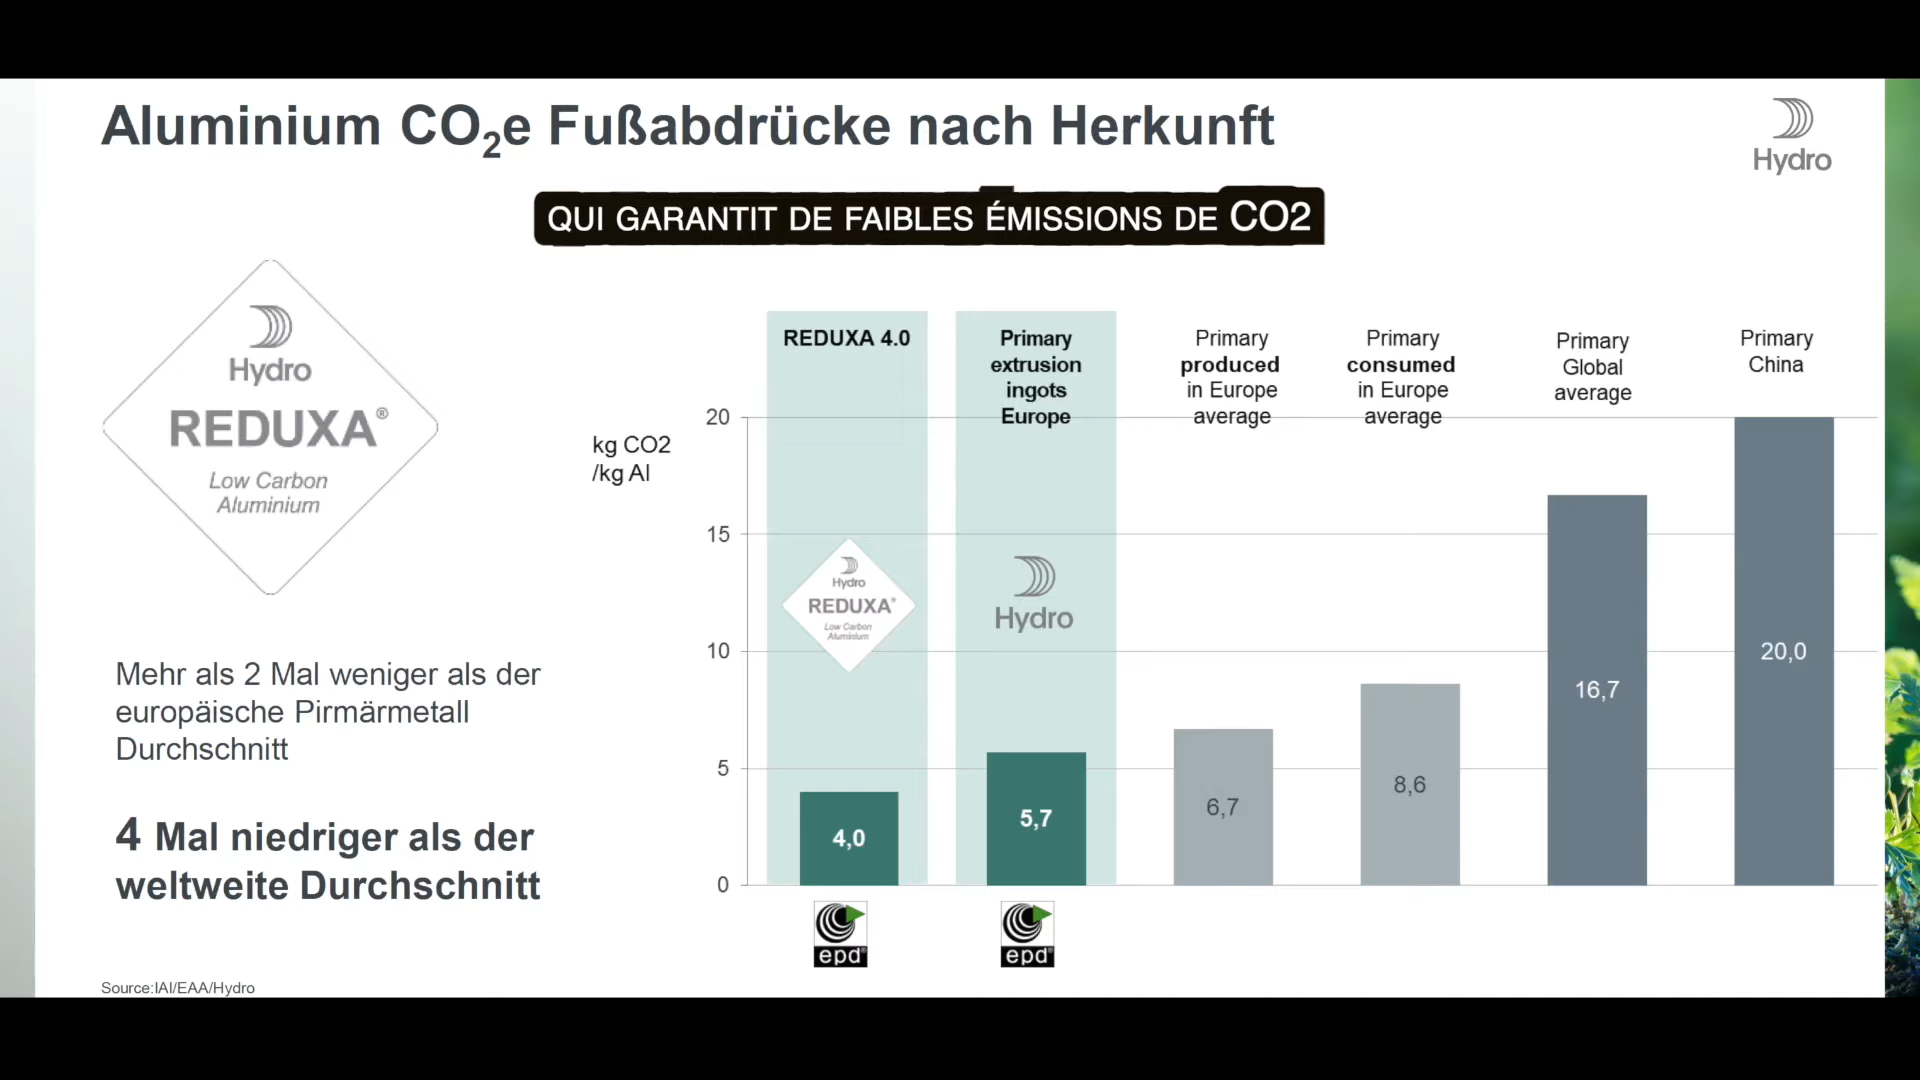 Aluminium CO₂e Fußabdrücke nach Herkunft
Hydro
QUI GARANTIT DE FAIBLES ÉMISSIONS DE CO2
Hydro
REDUXA®
Low Carbon
Aluminium
Mehr als 2 Mal weniger als der
europäische Pirmärmetall
Durchschnitt
4 Mal niedriger als der
weltweite Durchschnitt
Source:IAI/EAA/Hydro
kg CO2
/kg Al
20
15
10
5
0
REDUXA 4.0
Hydro
REDUXA®
Low Carbon
Aluminium
4,0
epd®
Primary
extrusion
ingots
Europe
Hydro
5,7
epd®
Primary
produced
in Europe
average
6,7
Primary
consumed
in Europe
average
8,6
Primary
Global
average
16,7
Primary
China
20,0